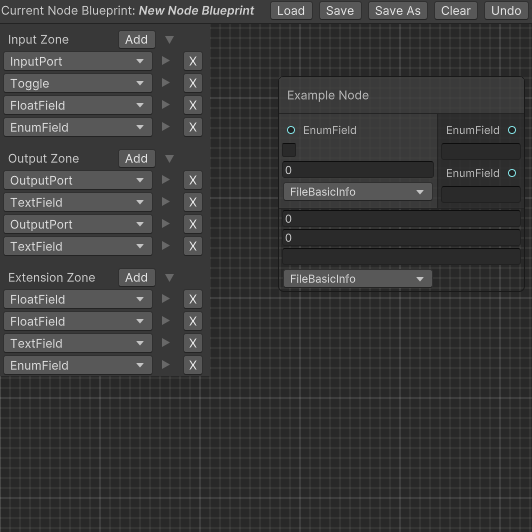 Current Node Blueprint: New Node Blueprint Load Save Save As Clear Undo
Input Zone Add
InputPort X
Toggle X
FloatField X
EnumField X
Output Zone Add
OutputPort X
TextField X
OutputPort X
TextField X
Extension Zone Add
FloatField X
FloatField X
TextField X
EnumField X
Example Node
EnumField EnumField
0
EnumField
FileBasicInfo
0
0
FileBasicInfo